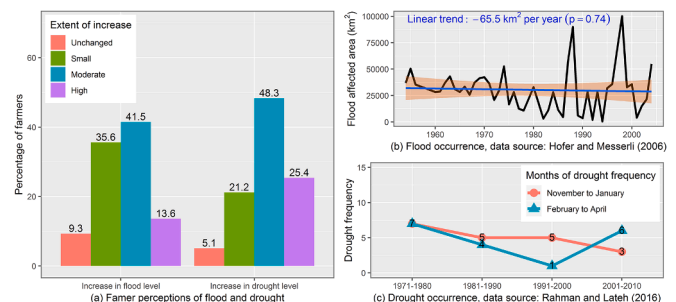 Extent of increase
Unchanged
Small
Moderate
High
Percentage of farmers
60
40
20
0
9.3
35.6
41.5
13.6
5.1
21.2
48.3
25.4
Increase in flood level
Increase in drought level
(a) Famer perceptions of flood and drought
Linear trend : −65.5 km² per year (p = 0.74)
Flood affected area (km²)
100000
75000
50000
25000
0
1960
1970
1980
1990
2000
(b) Flood occurrence, data source: Hofer and Messerli (2006)
Months of drought frequency
November to January
February to April
Drought frequency
15
10
5
0
7
5
4
5
1
6
3
1971-1980
1981-1990
1991-2000
2001-2010
(c) Drought occurrence, data source: Rahman and Lateh (2016)